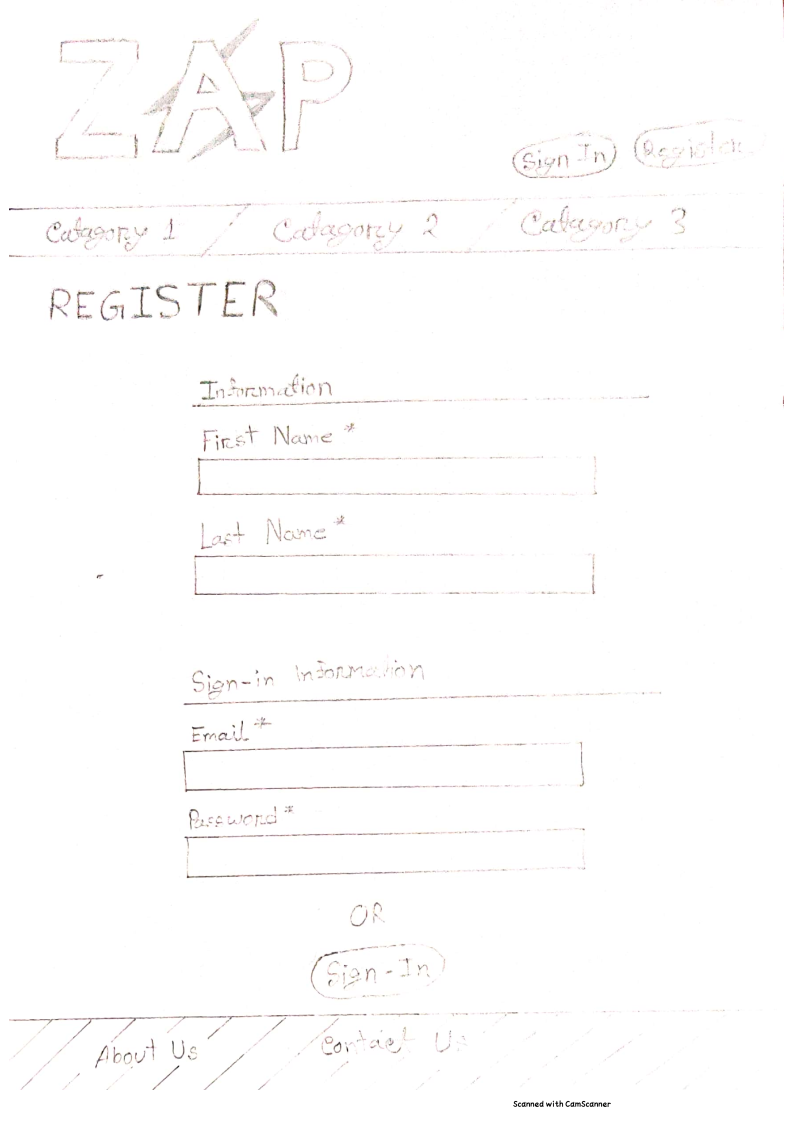 ZAP
Sign In Register
Catagory 1 / Catagory 2 / Catagory 3
REGISTER
Information
First Name *
Last Name *
Sign-in Information
Email *
Password *
OR
Sign-In
About Us Contact Us
Scanned with CamScanner